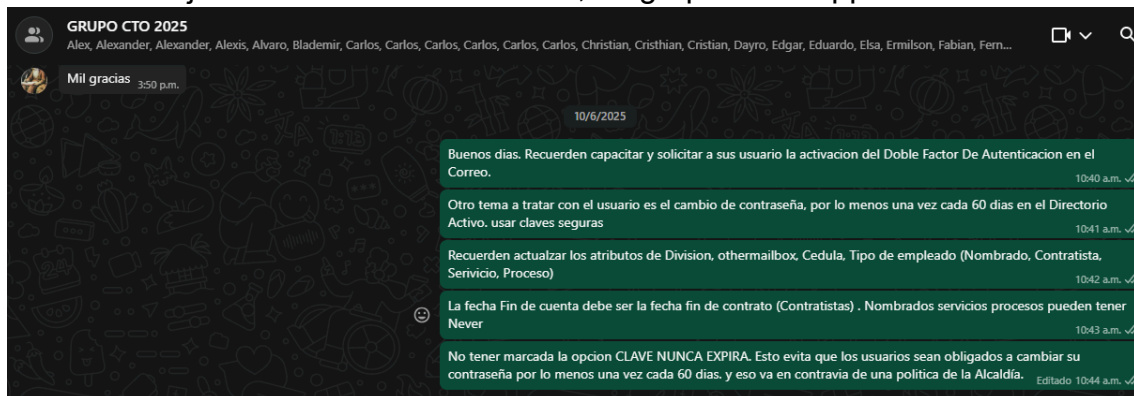 GRUPO CTO 2025
Alex, Alexander, Alexander, Alexis, Alvaro, Blademir, Carlos, Carlos, Carlos, Carlos, Carlos, Carlos, Christian, Cristhian, Cristian, Dayro, Edgar, Eduardo, Elsa, Ermilson, Fabian, Fern...
Mil gracias 3:50 p.m.
10/6/2025
Buenos dias. Recuerden capacitar y solicitar a sus usuario la activacion del Doble Factor De Autenticacion en el
Correo.
10:40 a.m.
Otro tema a tratar con el usuario es el cambio de contraseña, por lo menos una vez cada 60 dias en el Directorio
Activo. usar claves seguras
10:41 a.m.
Recuerden actualzar los atributos de Division, othermailbox, Cedula, Tipo de empleado (Nombrado, Contratista,
Serivicio, Proceso)
10:42 a.m.
La fecha Fin de cuenta debe ser la fecha fin de contrato (Contratistas) . Nombrados servicios procesos pueden tener
Never
10:43 a.m.
No tener marcada la opcion CLAVE NUNCA EXPIRA. Esto evita que los usuarios sean obligados a cambiar su
contraseña por lo menos una vez cada 60 dias. y eso va en contravia de una politica de la Alcaldía.
Editado 10:44 a.m.